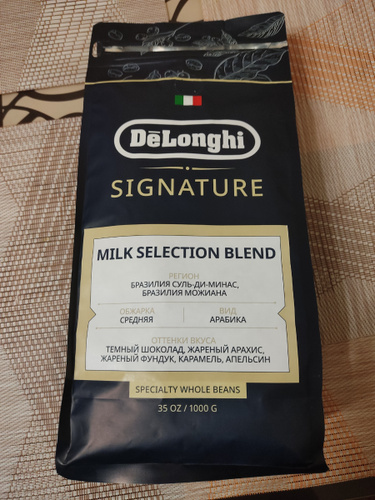 DēLonghi
SIGNATURE
MILK SELECTION BLEND
РЕГИОН
БРАЗИЛИЯ СУЛЬ-ДИ-МИНАС,
БРАЗИЛИЯ МОЖИАНА
ОБЖАРКА ВИД
СРЕДНЯЯ АРАБИКА
ОТТЕНКИ ВКУСА
ТЕМНЫЙ ШОКОЛАД, ЖАРЕНЫЙ АРАХИС,
ЖАРЕНЫЙ ФУНДУК, КАРАМЕЛЬ, АПЕЛЬСИН
SPECIALTY WHOLE BEANS
35 OZ / 1000 G